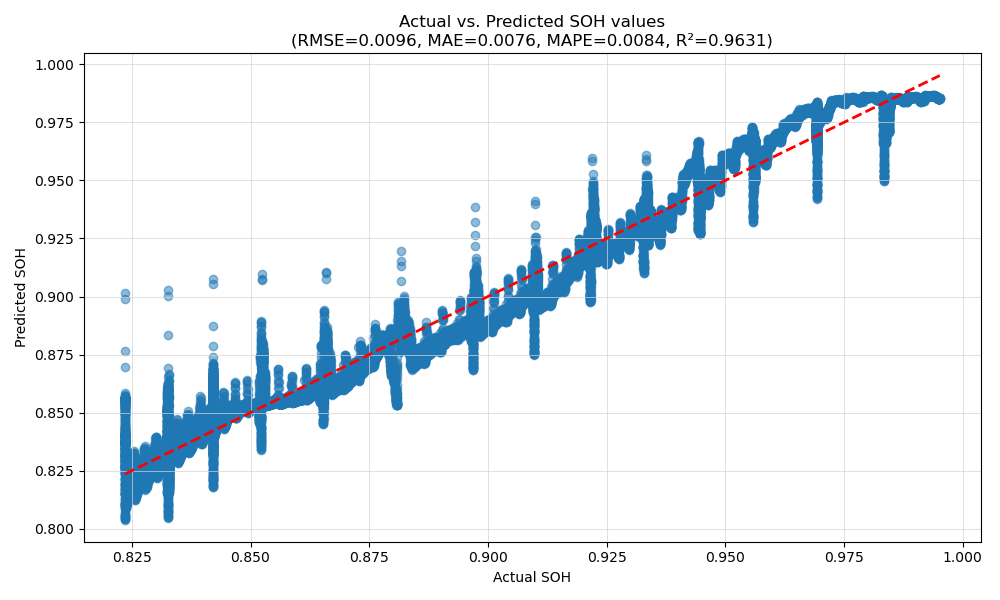 Actual vs. Predicted SOH values
(RMSE=0.0096, MAE=0.0076, MAPE=0.0084, R²=0.9631)
1.000
0.975
0.950
0.925
0.900
0.875
0.850
0.825
0.800
Predicted SOH
0.825 0.850 0.875 0.900 0.925 0.950 0.975 1.000
Actual SOH